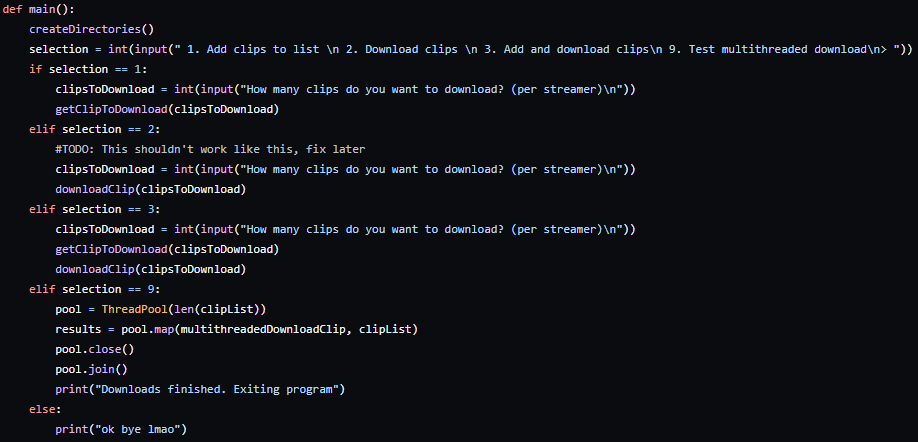 def main():
    createDirectories()
    selection = int(input(" 1. Add clips to list \n 2. Download clips \n 3. Add and download clips\n 9. Test multithreaded download\n> "))
    if selection == 1:
        clipsToDownload = int(input("How many clips do you want to download? (per streamer)\n"))
        getClipToDownload(clipsToDownload)
    elif selection == 2:
        #TODO: This shouldn't work like this, fix later
        clipsToDownload = int(input("How many clips do you want to download? (per streamer)\n"))
        downloadClip(clipsToDownload)
    elif selection == 3:
        clipsToDownload = int(input("How many clips do you want to download? (per streamer)\n"))
        getClipToDownload(clipsToDownload)
        downloadClip(clipsToDownload)
    elif selection == 9:
        pool = ThreadPool(len(clipList))
        results = pool.map(multithreadedDownloadClip, clipList)
        pool.close()
        pool.join()
        print("Downloads finished. Exiting program")
    else:
        print("ok bye lmao")